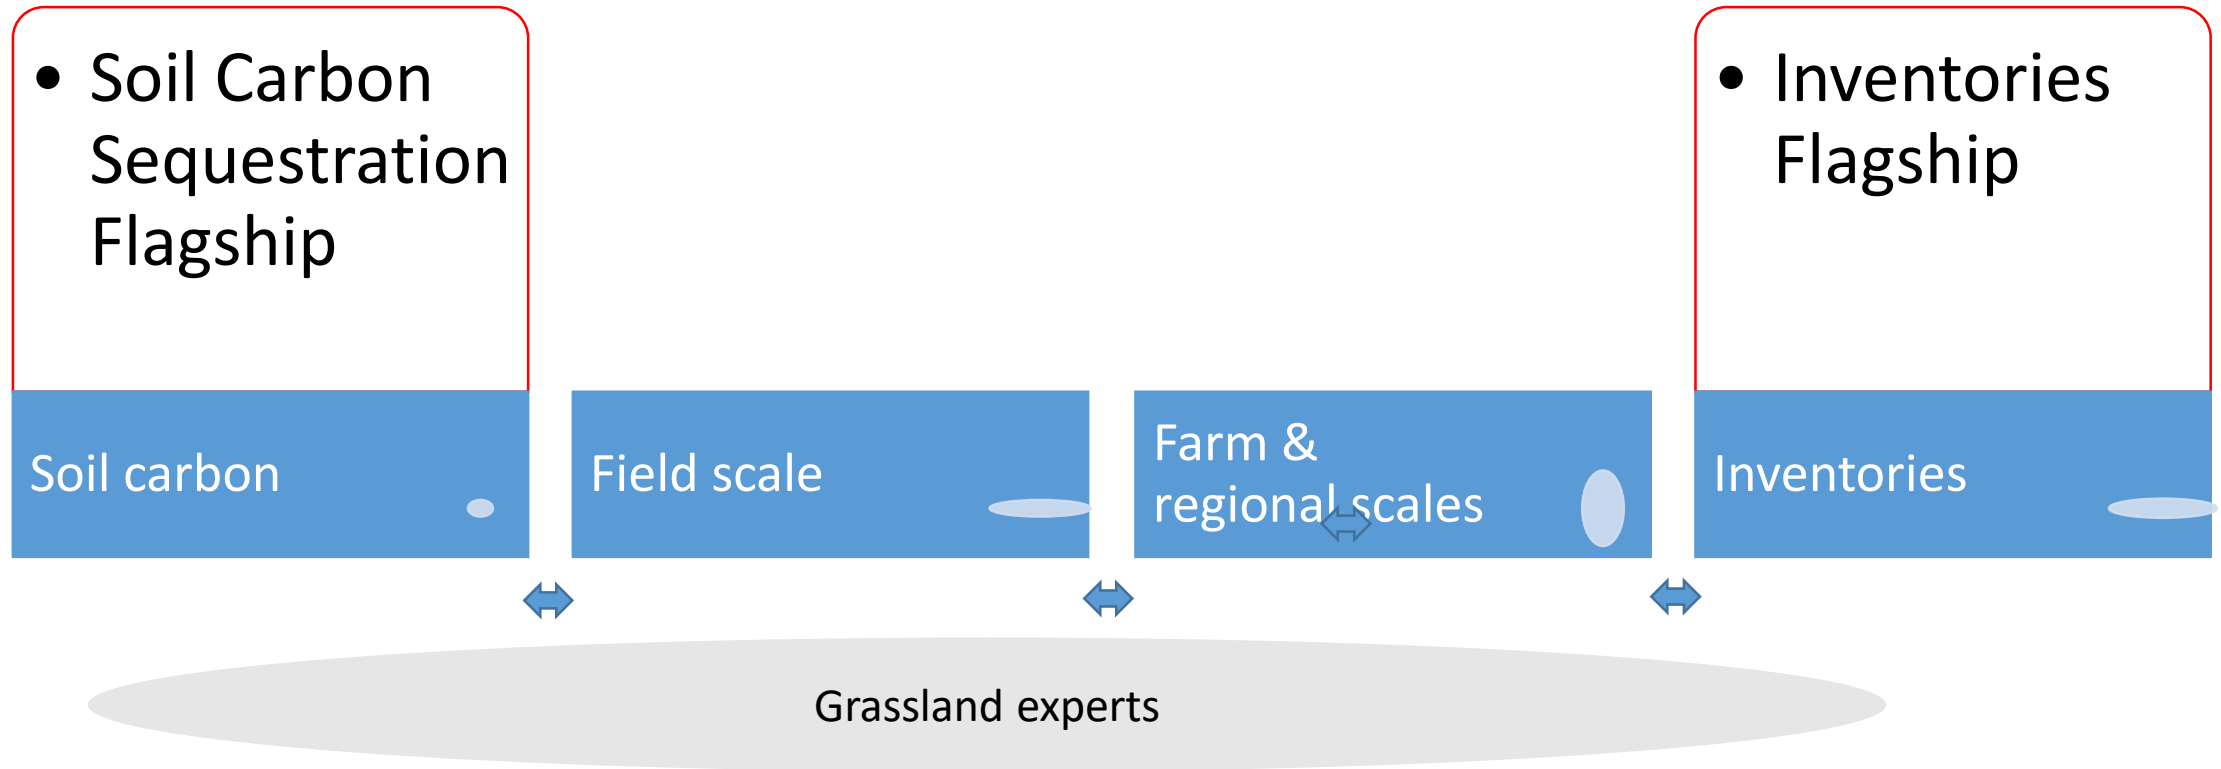 • Soil Carbon
Sequestration
Flagship
• Inventories
Flagship
Soil carbon
Field scale
Farm &
regional scales
Inventories
Grassland experts